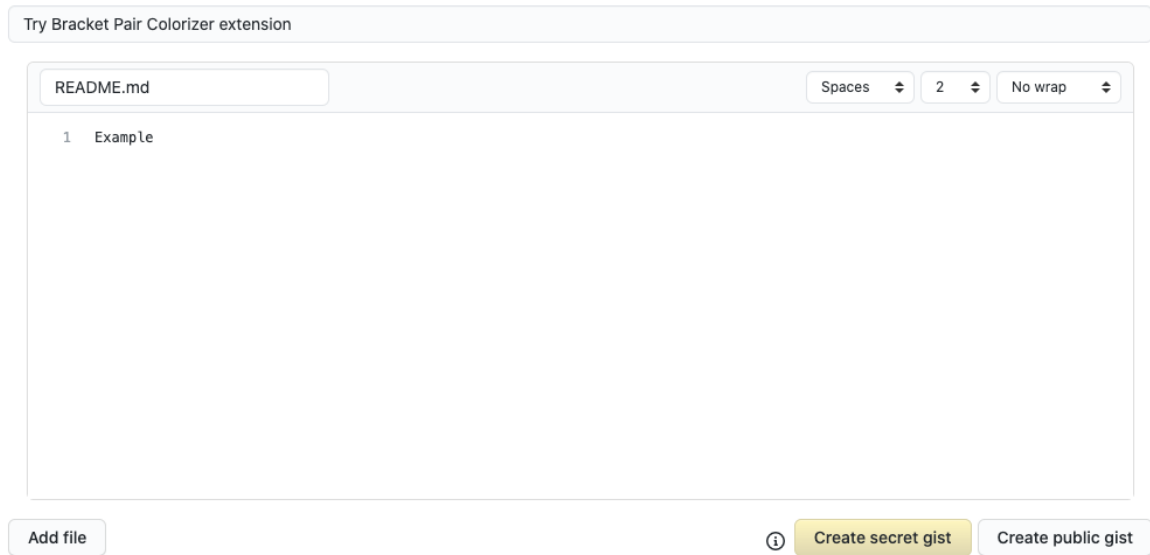 Try Bracket Pair Colorizer extension
README.md Spaces 2 No wrap
1 Example
Add file Create secret gist Create public gist